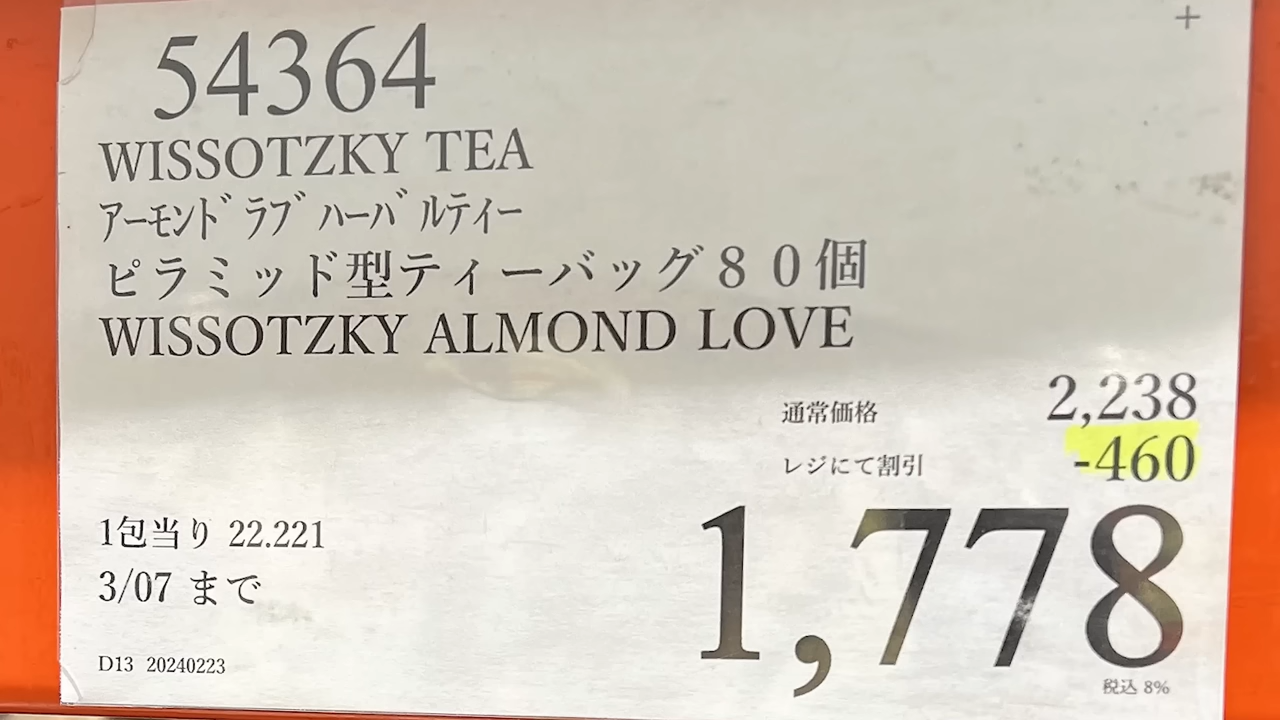 54364
WISSOTZKY TEA
ｱｰﾓﾝﾄﾞ ﾗﾌﾞ ﾊｰﾊﾞﾙﾃｨｰ
ピラミッド型ティーバッグ８０個
WISSOTZKY ALMOND LOVE
通常価格 2,238
レジにて割引 -460
1包当り 22.221
1,778
3/07 まで
税込 8%
D13 20240223
+